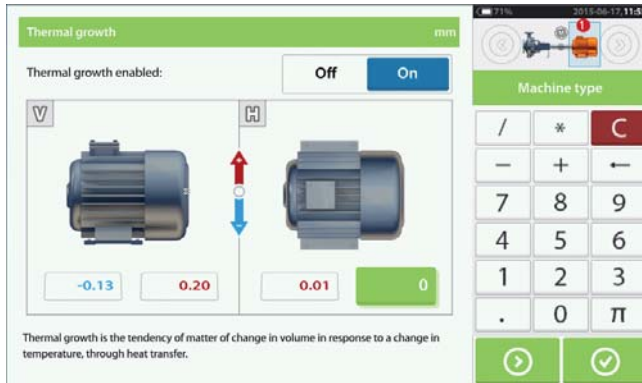 71% 2015-06-17, 11:5
Thermal growth mm
1
Thermal growth enabled: Off On
Machine type
V H
/ * C
- + ←
7 8 9
4 5 6
-0.13 0.20 0.01 0
1 2 3
. 0 π
Thermal growth is the tendency of matter of change in volume in response to a change in
temperature, through heat transfer.